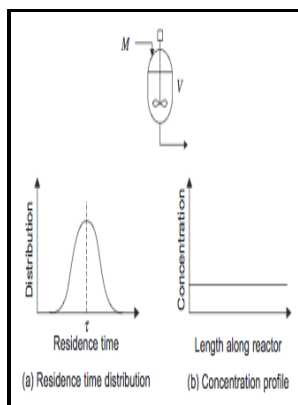 M
V
Distribution
τ
Residence time
(a) Residence time distribution
Concentration
Length along reactor
(b) Concentration profile